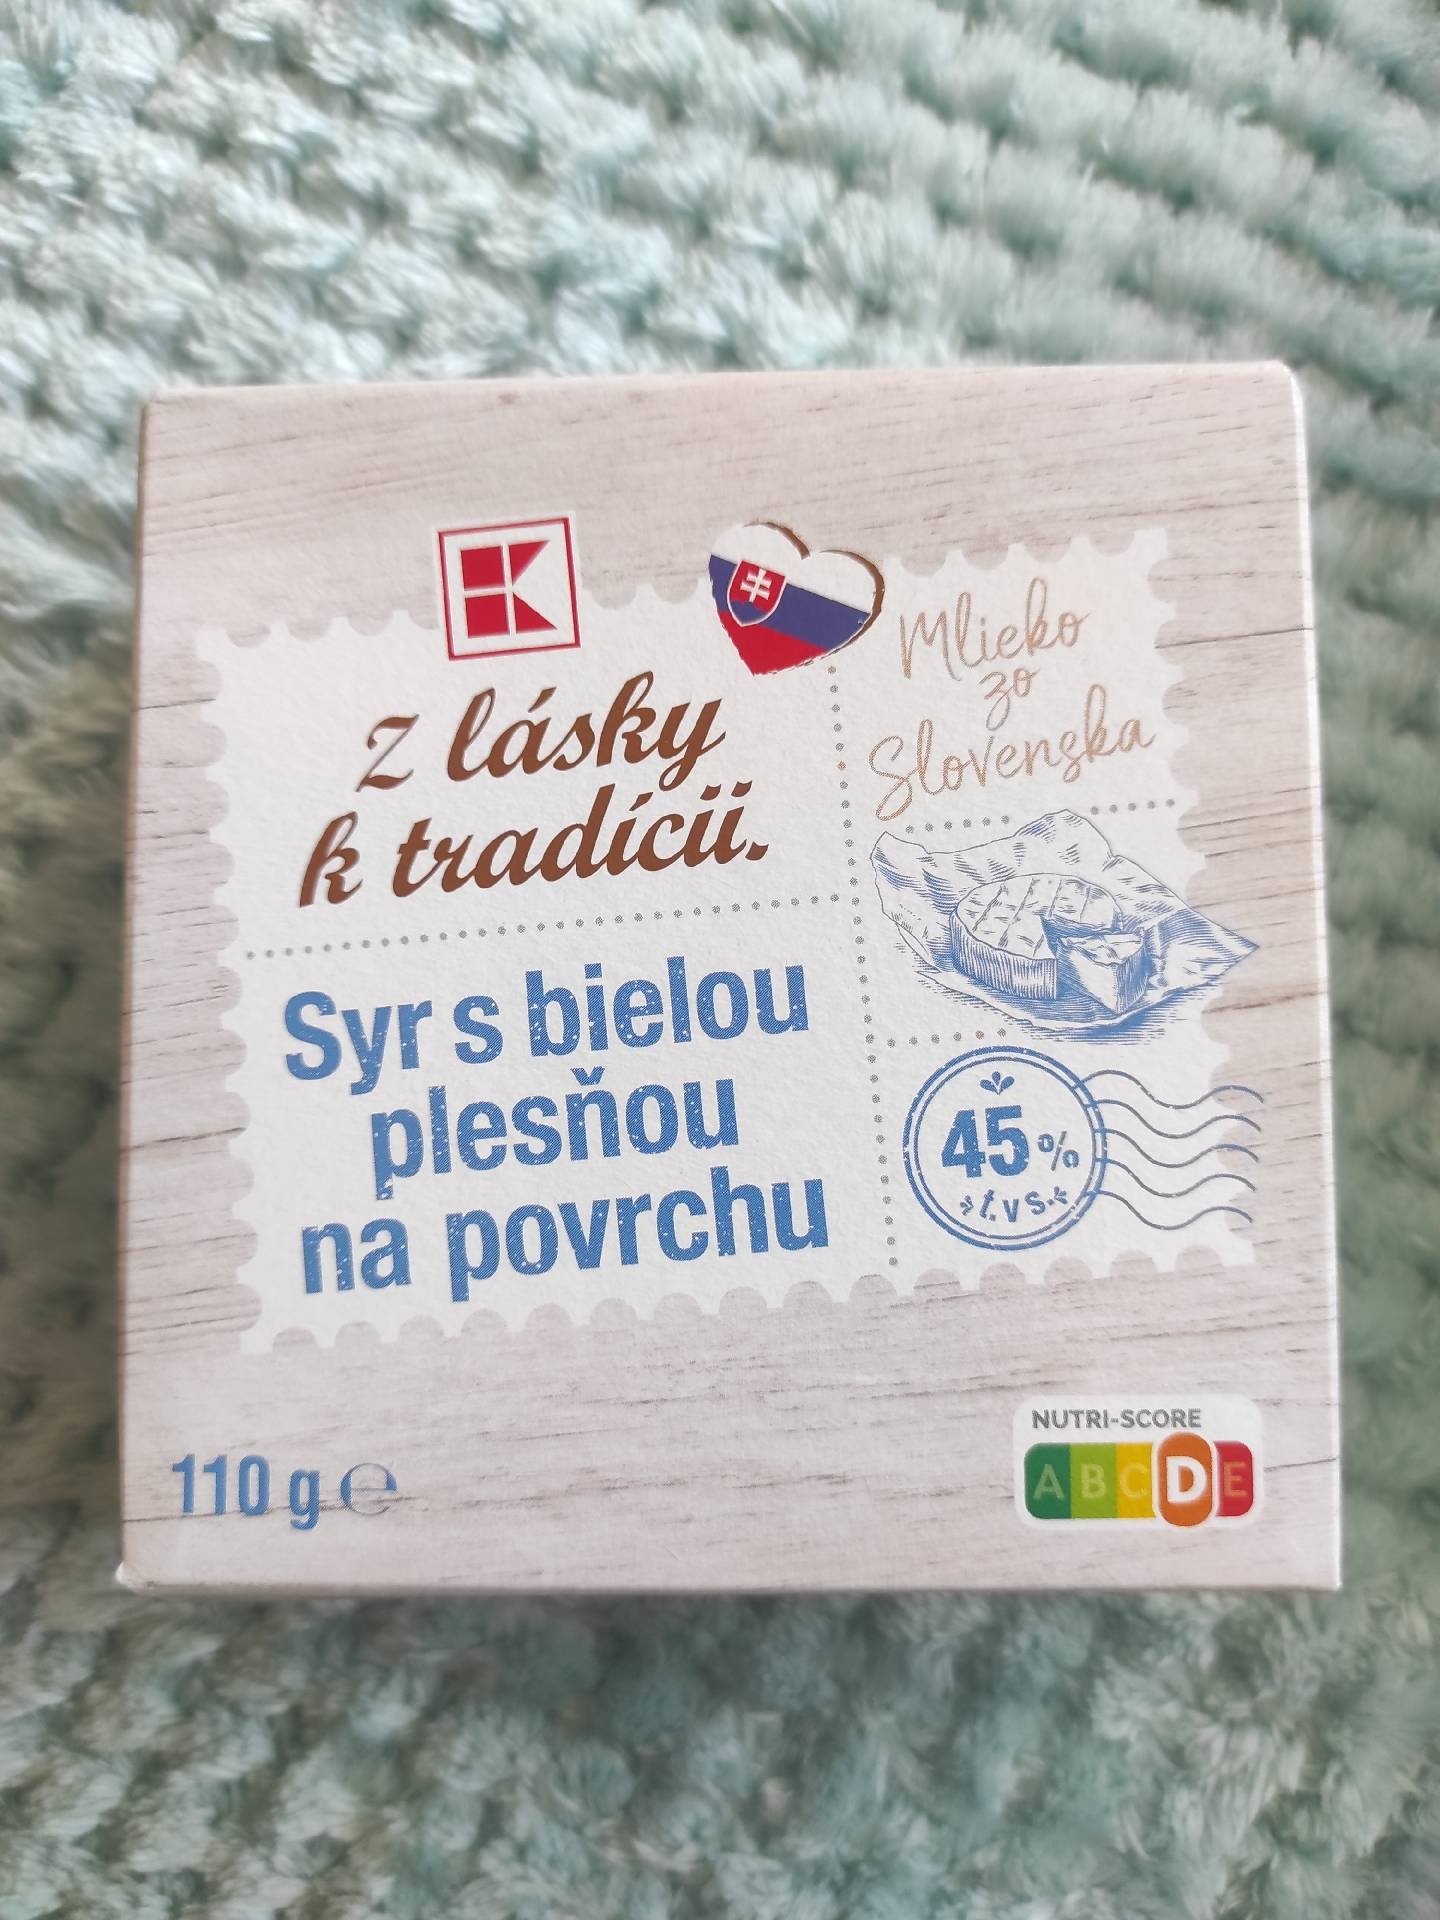 K
z lásky
k tradícii.
Mlieko
zo
Slovenska
Syr s bielou
plesňou
na povrchu
45%
t. v s.
110 g ℮
NUTRI-SCORE
A B C D E